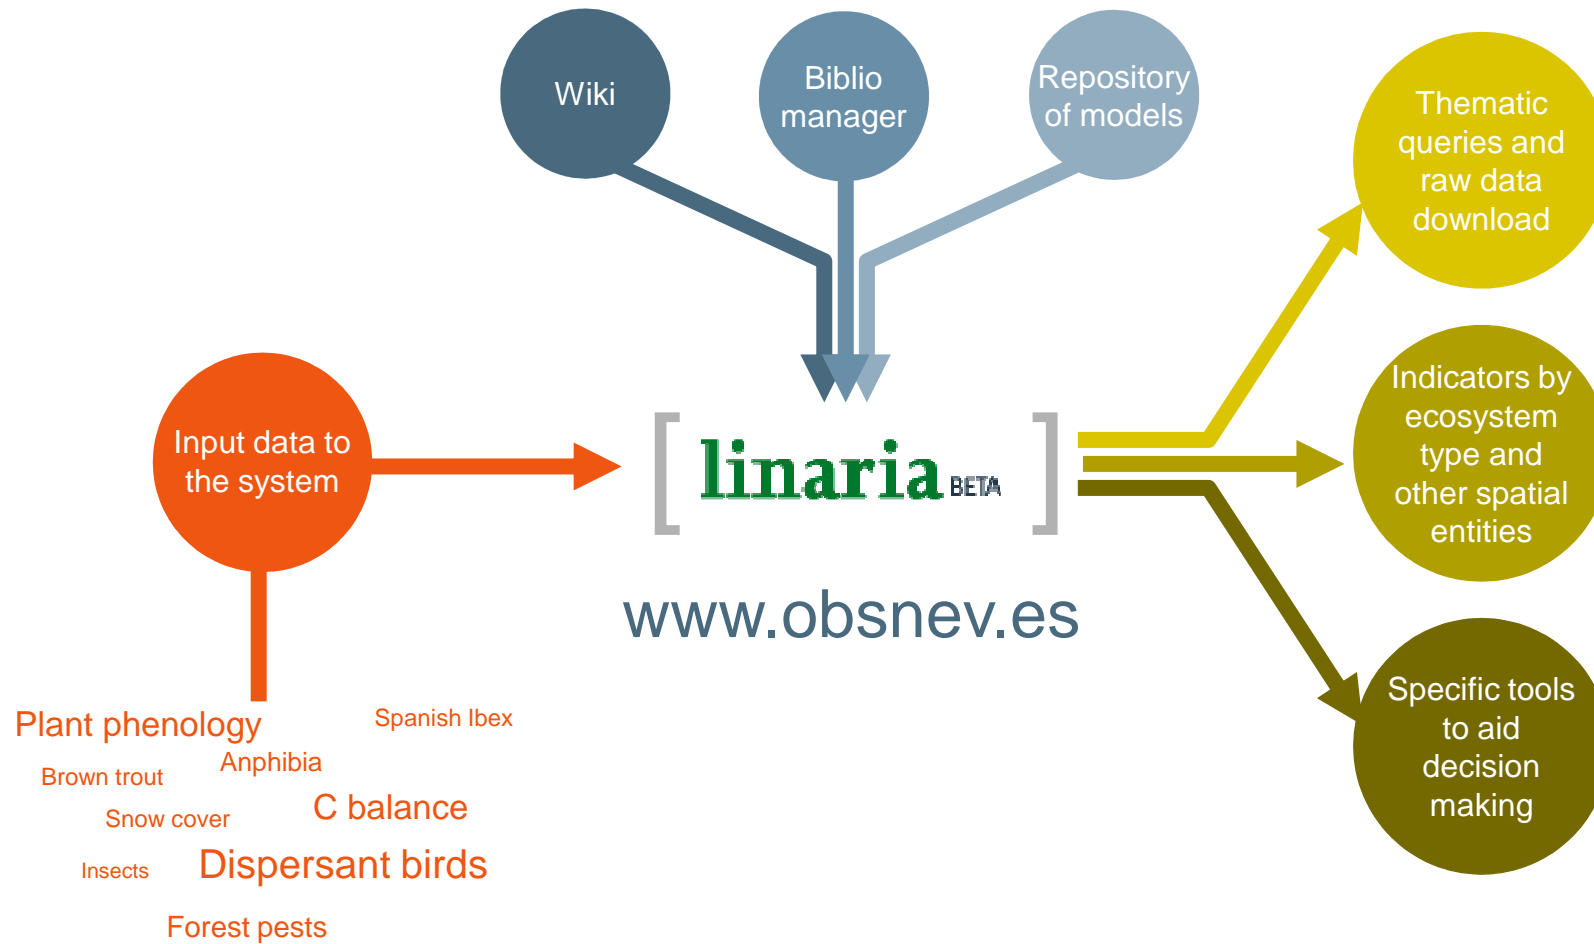 Wiki
Biblio
manager
Repository
of models
Thematic
queries and
raw data
download
Input data to
the system
[ linaria BETA ]
www.obsnev.es
Indicators by
ecosystem
type and
other spatial
entities
Specific tools
to aid
decision
making
Plant phenology
Spanish Ibex
Anphibia
Brown trout
C balance
Snow cover
Dispersant birds
Insects
Forest pests